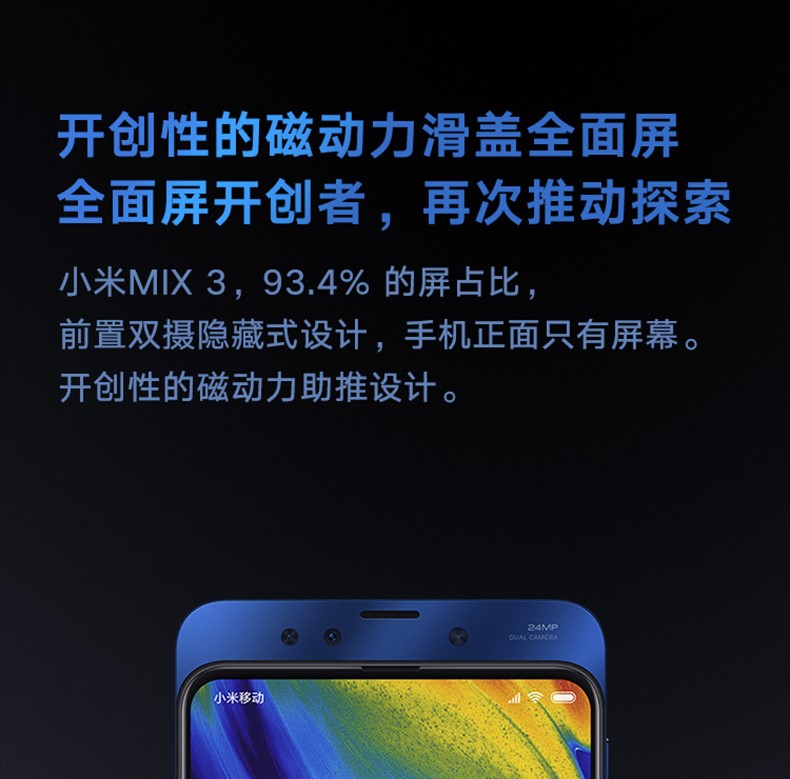 开创性的磁动力滑盖全面屏
全面屏开创者，再次推动探索
小米MIX 3，93.4% 的屏占比，
前置双摄隐藏式设计，手机正面只有屏幕。
开创性的磁动力助推设计。
24MP
DUAL CAMERA
小米移动